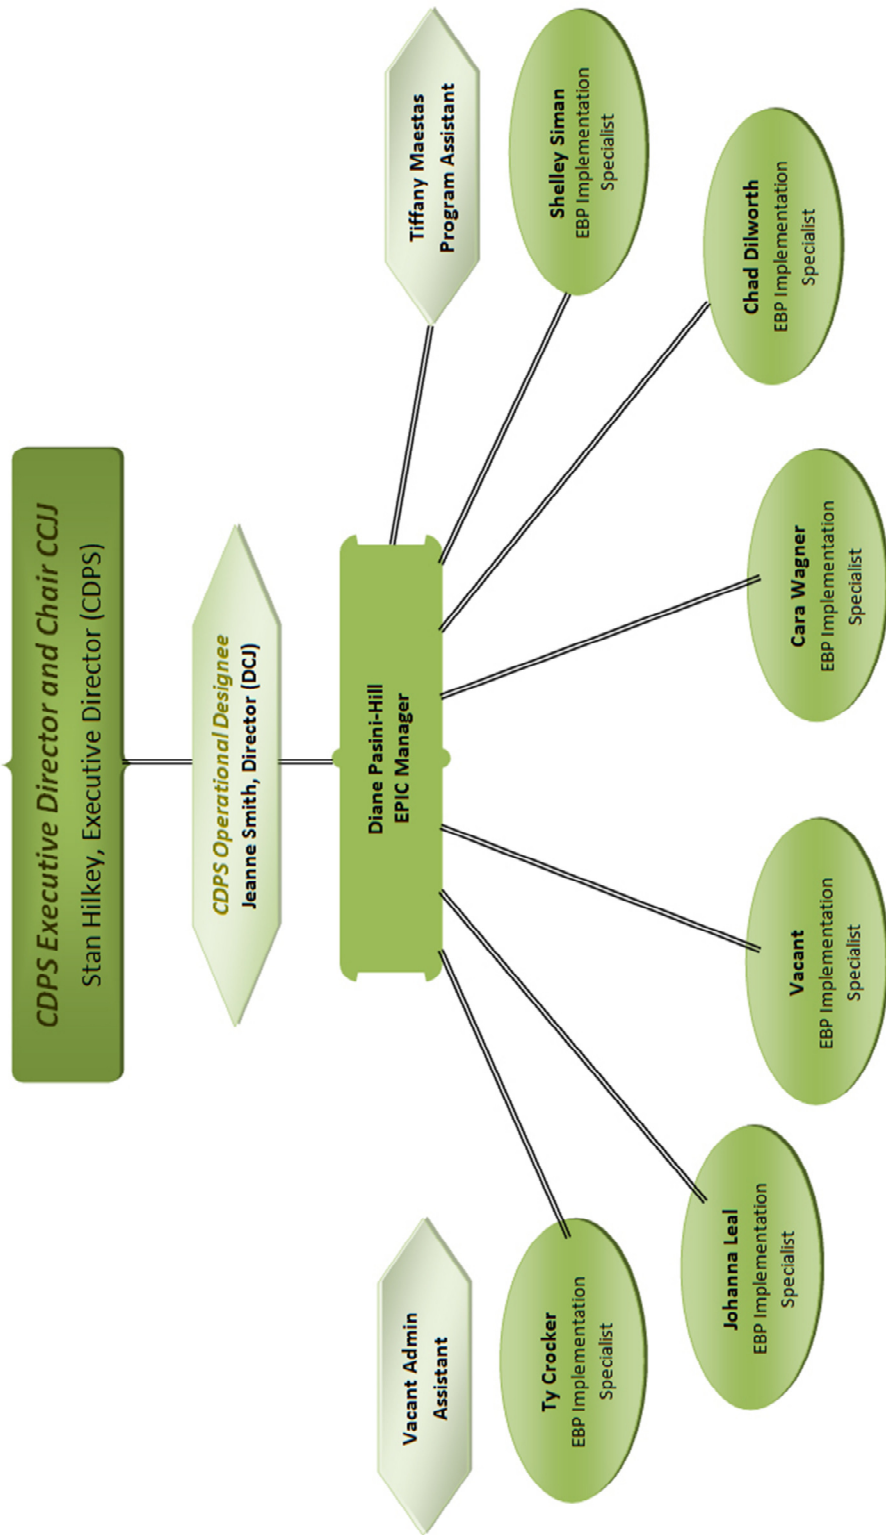 CDPS Executive Director and Chair CCJJ
Stan Hilkey, Executive Director (CDPS)
CDPS Operational Designee
Jeanne Smith, Director (DCJ)
Diane Pasini-Hill
EPIC Manager
Vacant Admin
Assistant
Tiffany Maestas
Program Assistant
Ty Crocker
EBP Implementation
Specialist
Johanna Leal
EBP Implementation
Specialist
Vacant
EBP Implementation
Specialist
Cara Wagner
EBP Implementation
Specialist
Chad Dilworth
EBP Implementation
Specialist
Shelley Siman
EBP Implementation
Specialist